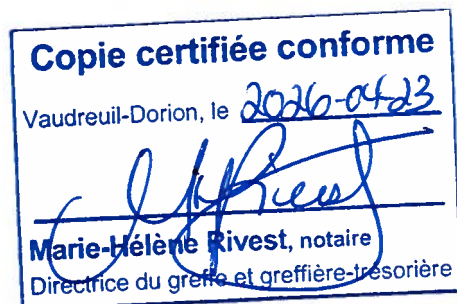 Copie certifiée conforme
Vaudreuil-Dorion, le 2026-04-23
Marie-Hélène Rivest, notaire
Directrice du greffe et greffière-trésorière